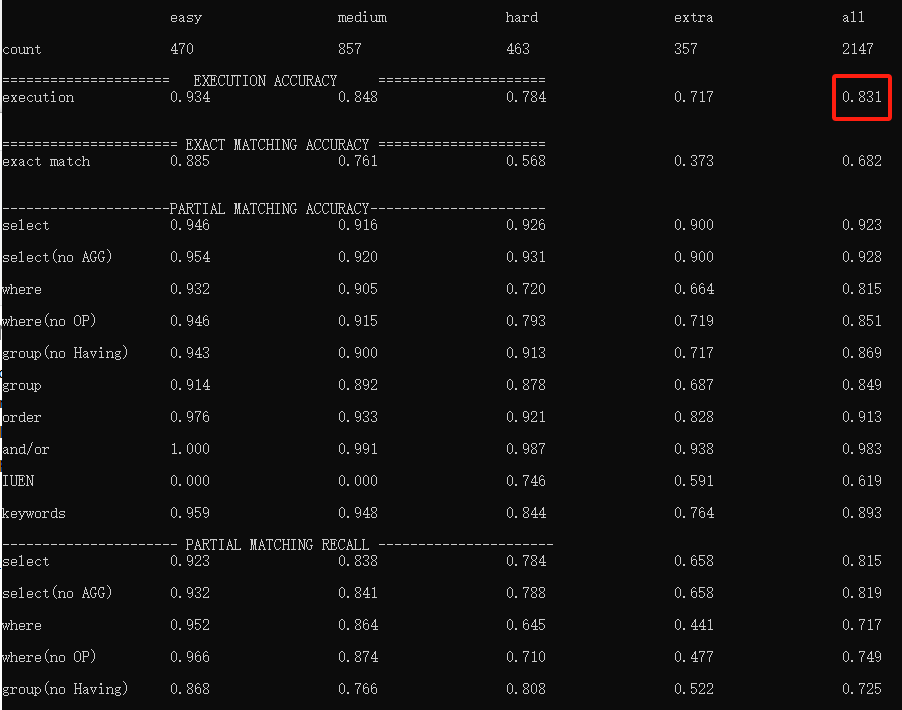 easy medium hard extra all
count 470 857 463 357 2147
===================== EXECUTION ACCURACY =====================
execution 0.934 0.848 0.784 0.717 0.831
====================== EXACT MATCHING ACCURACY =====================
exact match 0.885 0.761 0.568 0.373 0.682
---------------------PARTIAL MATCHING ACCURACY----------------------
select 0.946 0.916 0.926 0.900 0.923
select(no AGG) 0.954 0.920 0.931 0.900 0.928
where 0.932 0.905 0.720 0.664 0.815
where(no OP) 0.946 0.915 0.793 0.719 0.851
group(no Having) 0.943 0.900 0.913 0.717 0.869
group 0.914 0.892 0.878 0.687 0.849
order 0.976 0.933 0.921 0.828 0.913
and/or 1.000 0.991 0.987 0.938 0.983
IUEN 0.000 0.000 0.746 0.591 0.619
keywords 0.959 0.948 0.844 0.764 0.893
---------------------- PARTIAL MATCHING RECALL ----------------------
select 0.923 0.838 0.784 0.658 0.815
select(no AGG) 0.932 0.841 0.788 0.658 0.819
where 0.952 0.864 0.645 0.441 0.717
where(no OP) 0.966 0.874 0.710 0.477 0.749
group(no Having) 0.868 0.766 0.808 0.522 0.725